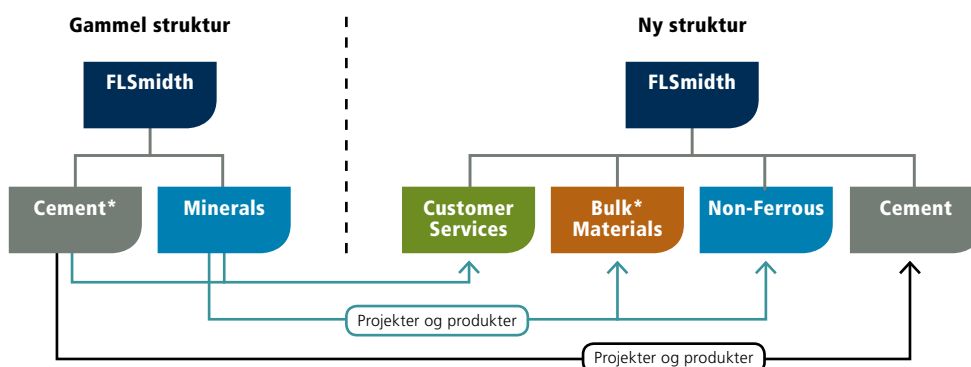 Gammel struktur
Ny struktur
FLSmidth
FLSmidth
Cement*
Minerals
Customer
Services
Bulk*
Materials
Non-Ferrous
Cement
Projekter og produkter
Projekter og produkter